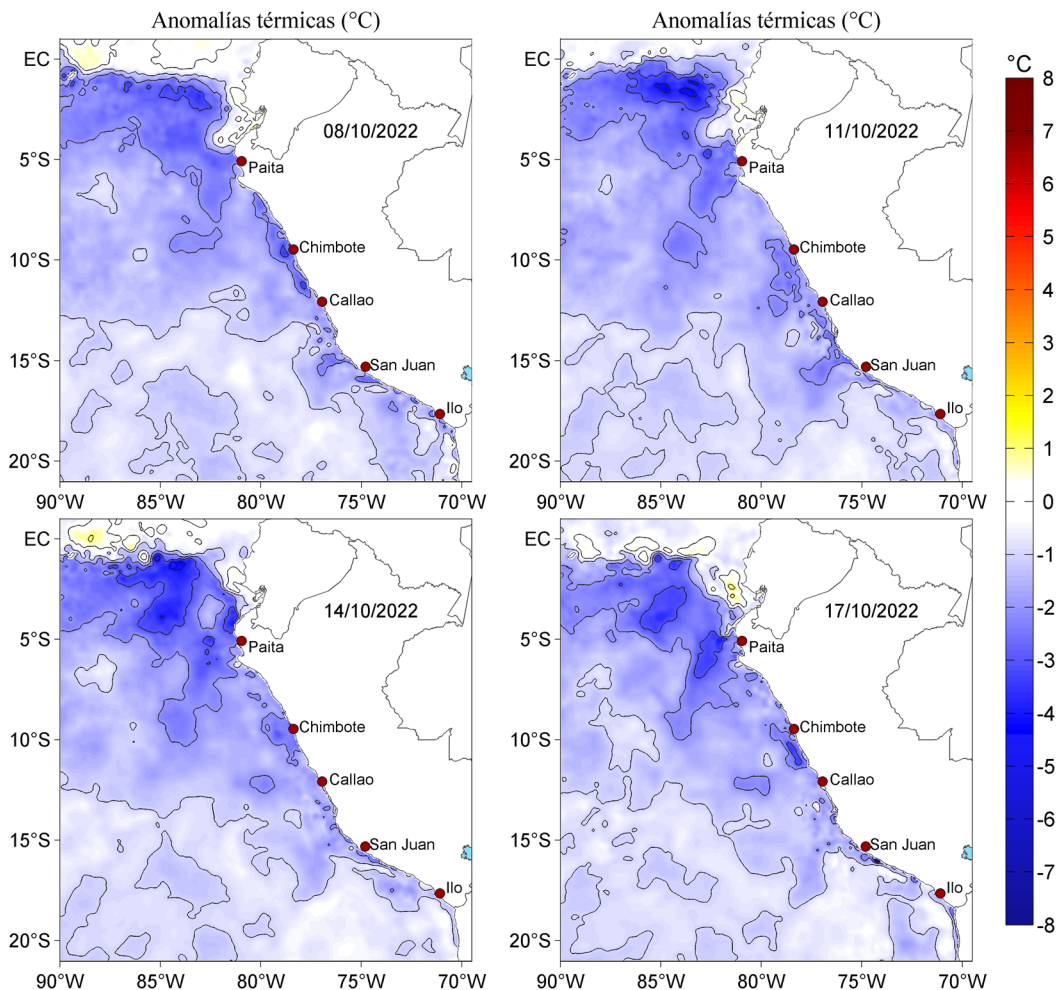 Anomalías térmicas (°C)
Anomalías térmicas (°C)
EC
5°S
10°S
15°S
20°S
90°W 85°W 80°W 75°W 70°W
08/10/2022
Paita
Chimbote
Callao
San Juan
Ilo
EC
5°S
10°S
15°S
20°S
90°W 85°W 80°W 75°W 70°W
11/10/2022
Paita
Chimbote
Callao
San Juan
Ilo
EC
5°S
10°S
15°S
20°S
90°W 85°W 80°W 75°W 70°W
14/10/2022
Paita
Chimbote
Callao
San Juan
Ilo
EC
5°S
10°S
15°S
20°S
90°W 85°W 80°W 75°W 70°W
17/10/2022
Paita
Chimbote
Callao
San Juan
Ilo
°C
8
7
6
5
4
3
2
1
0
-1
-2
-3
-4
-5
-6
-7
-8